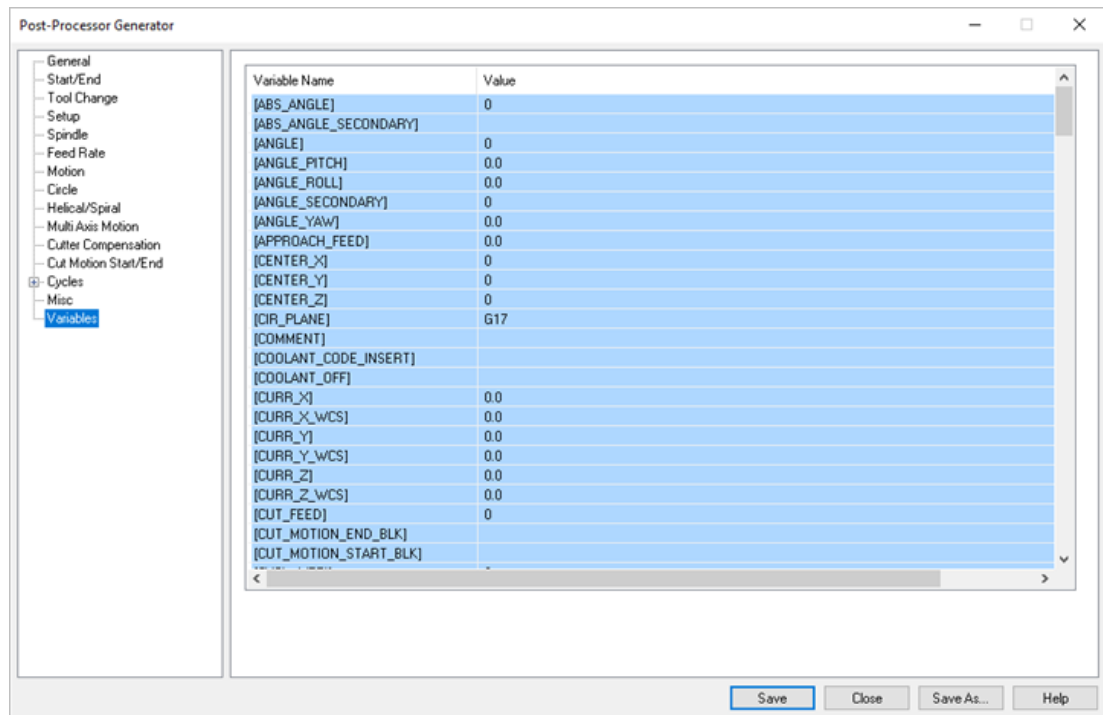 Post-Processor Generator
General
Start/End
Tool Change
Setup
Spindle
Feed Rate
Motion
Circle
Helical/Spiral
Multi Axis Motion
Cutter Compensation
Cut Motion Start/End
Cycles
Misc
Variables
Variable Name Value
[ABS_ANGLE] 0
[ABS_ANGLE_SECONDARY]
[ANGLE] 0
[ANGLE_PITCH] 0.0
[ANGLE_ROLL] 0.0
[ANGLE_SECONDARY] 0
[ANGLE_YAW] 0.0
[APPROACH_FEED] 0.0
[CENTER_X] 0
[CENTER_Y] 0
[CENTER_Z] 0
[CIR_PLANE] G17
[COMMENT]
[COOLANT_CODE_INSERT]
[COOLANT_OFF]
[CURR_X] 0.0
[CURR_X_WCS] 0.0
[CURR_Y] 0.0
[CURR_Y_WCS] 0.0
[CURR_Z] 0.0
[CURR_Z_WCS] 0.0
[CUT_FEED] 0
[CUT_MOTION_END_BLK]
[CUT_MOTION_START_BLK]
Save Close Save As... Help